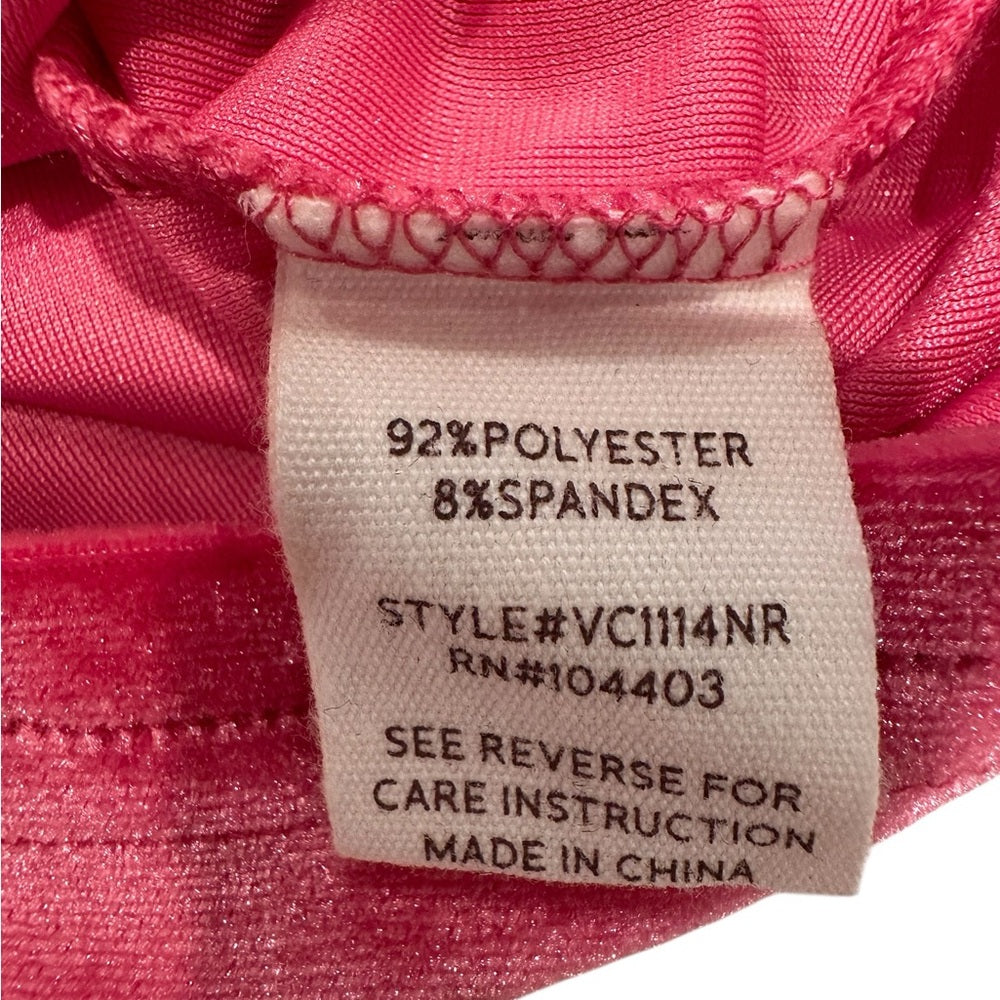 92%POLYESTER
8%SPANDEX
STYLE#VC1114NR
RN#104403
SEE REVERSE FOR
CARE INSTRUCTION
MADE IN CHINA